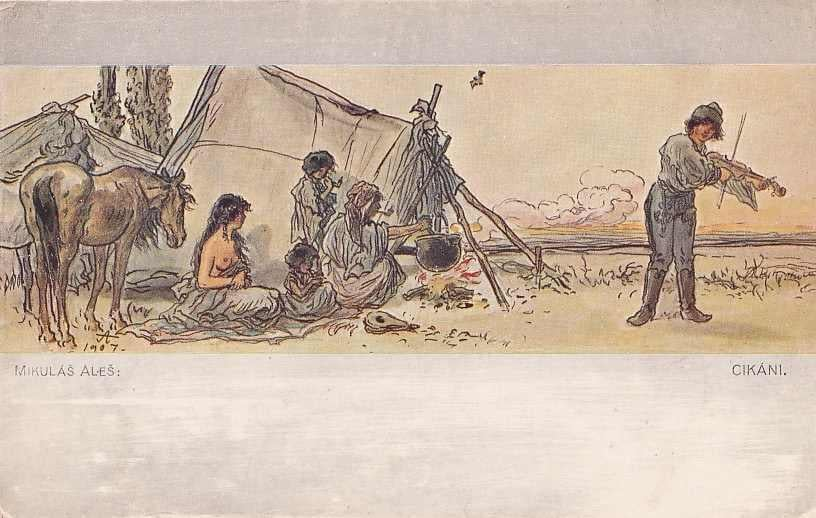 1907.
MIKULÁŠ ALEŠ:
CIKÁNI.